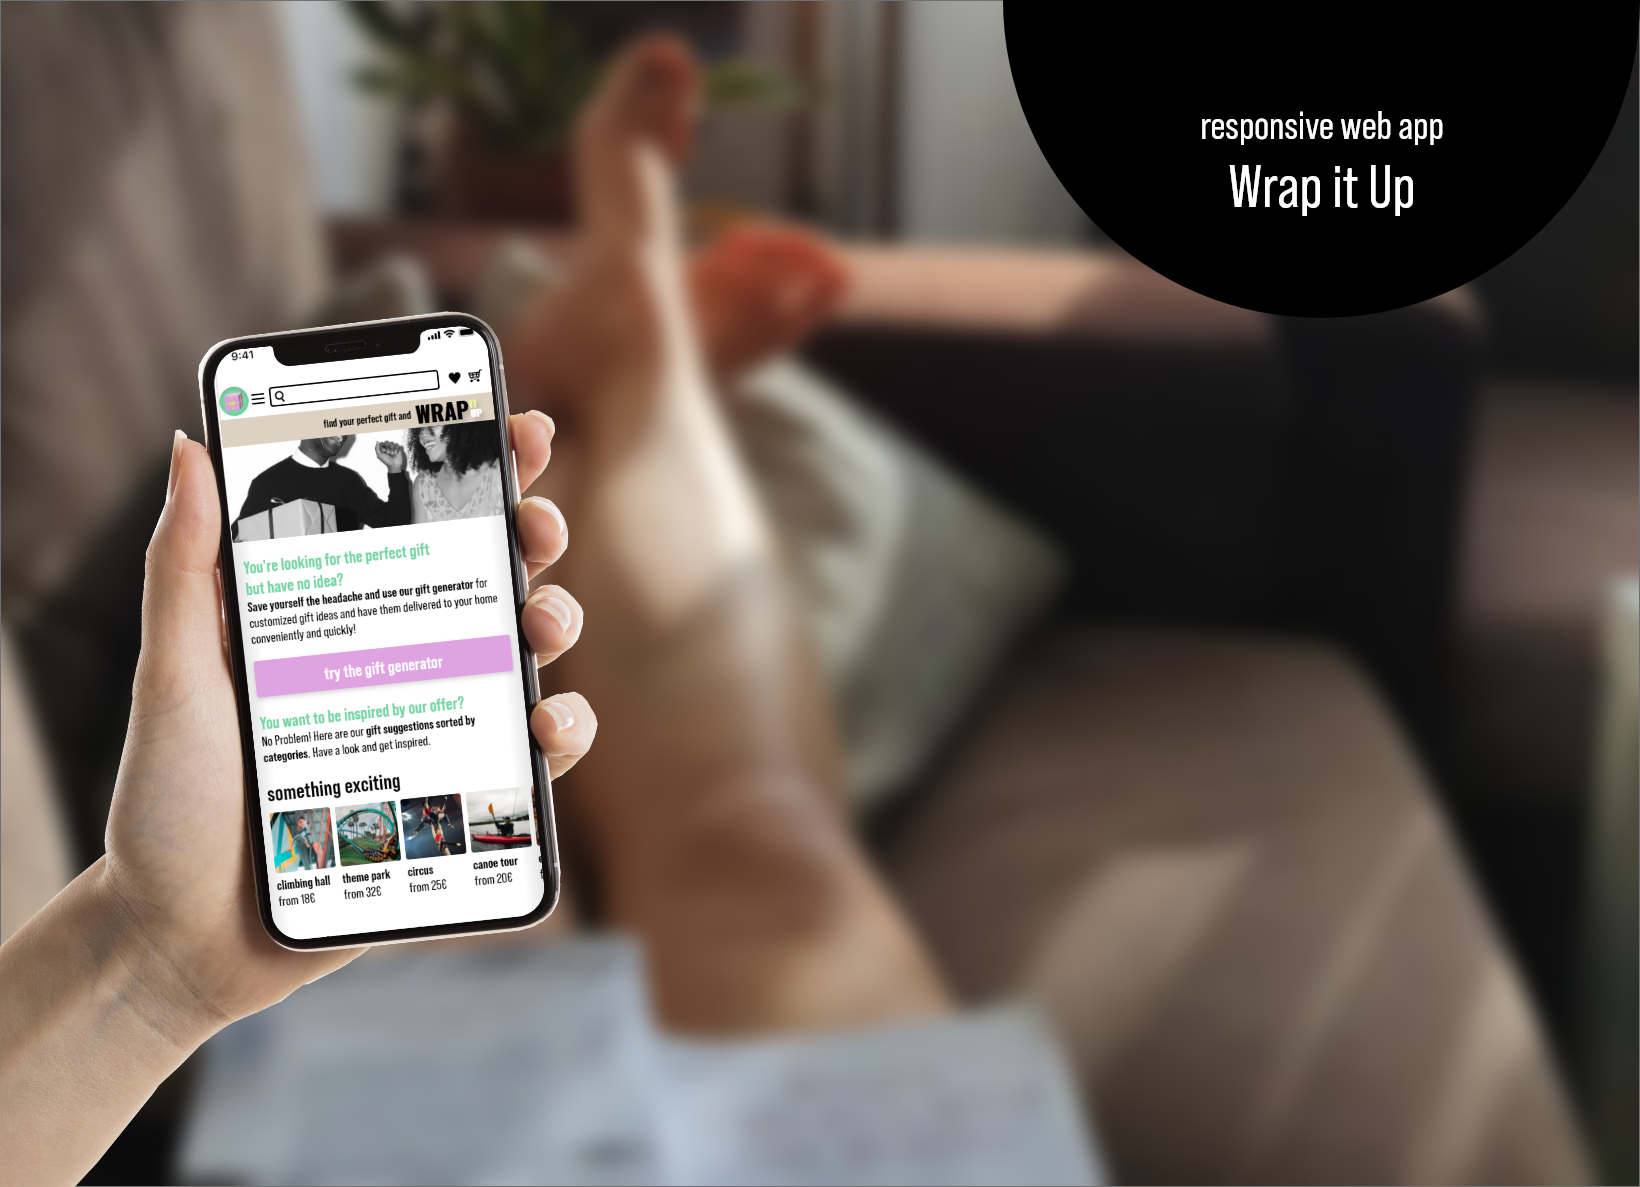 responsive web app
Wrap it Up
9:41
find your perfect gift and WRAP IT UP
You're looking for the perfect gift
but have no idea?
Save yourself the headache and use our gift generator for
customized gift ideas and have them delivered to your home
conveniently and quickly!
try the gift generator
You want to be inspired by our offer?
No Problem! Here are our gift suggestions sorted by
categories. Have a look and get inspired.
something exciting
climbing hall theme park circus canoe tour
from 18€ from 32€ from 25€ from 20€